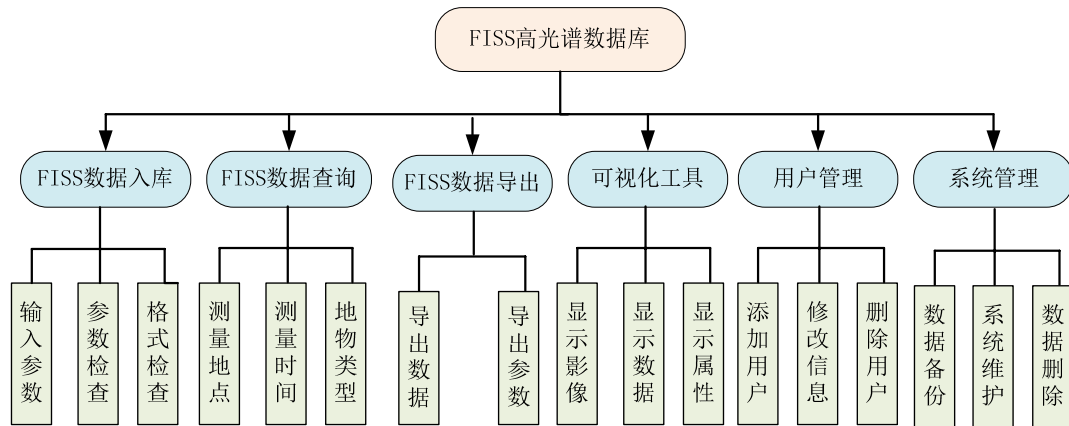 FISS高光谱数据库
FISS数据入库
FISS数据查询
FISS数据导出
可视化工具
用户管理
系统管理
输入参数
参数检查
格式检查
测量地点
测量时间
地物类型
导出数据
导出参数
显示影像
显示数据
显示属性
添加用户
修改信息
删除用户
数据备份
系统维护
数据删除